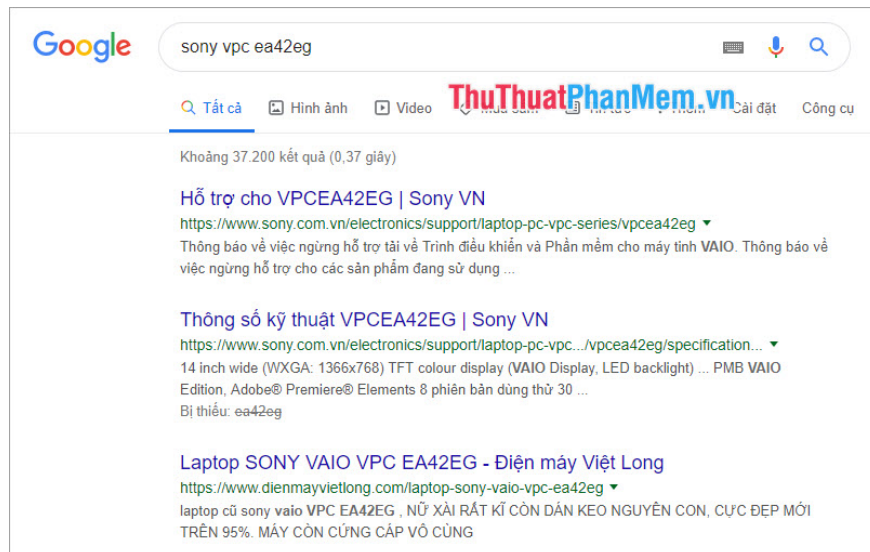 Google
sony vpc ea42eg
ThuThuatPhanMem.vn
Tất cả Hình ảnh Video Cài đặt Công cụ
Khoảng 37.200 kết quả (0,37 giây)
Hỗ trợ cho VPCEA42EG | Sony VN
https://www.sony.com.vn/electronics/support/laptop-pc-vpc-series/vpcea42eg
Thông báo về việc ngừng hỗ trợ tải về Trình điều khiển và Phần mềm cho máy tính VAIO. Thông báo về
việc ngừng hỗ trợ cho các sản phẩm đang sử dụng ...
Thông số kỹ thuật VPCEA42EG | Sony VN
https://www.sony.com.vn/electronics/support/laptop-pc-vpc.../vpcea42eg/specification...
14 inch wide (WXGA: 1366x768) TFT colour display (VAIO Display, LED backlight) ... PMB VAIO
Edition, Adobe® Premiere® Elements 8 phiên bản dùng thử 30 ...
Bị thiếu: ea42eg
Laptop SONY VAIO VPC EA42EG - Điện máy Việt Long
https://www.dienmayvietlong.com/laptop-sony-vaio-vpc-ea42eg
laptop cũ sony vaio VPC EA42EG , NỮ XÀI RẤT KĨ CÒN DÁN KEO NGUYÊN CON, CỰC ĐẸP MỚI
TRÊN 95%. MÁY CÒN CỨNG CÁP VÔ CÙNG